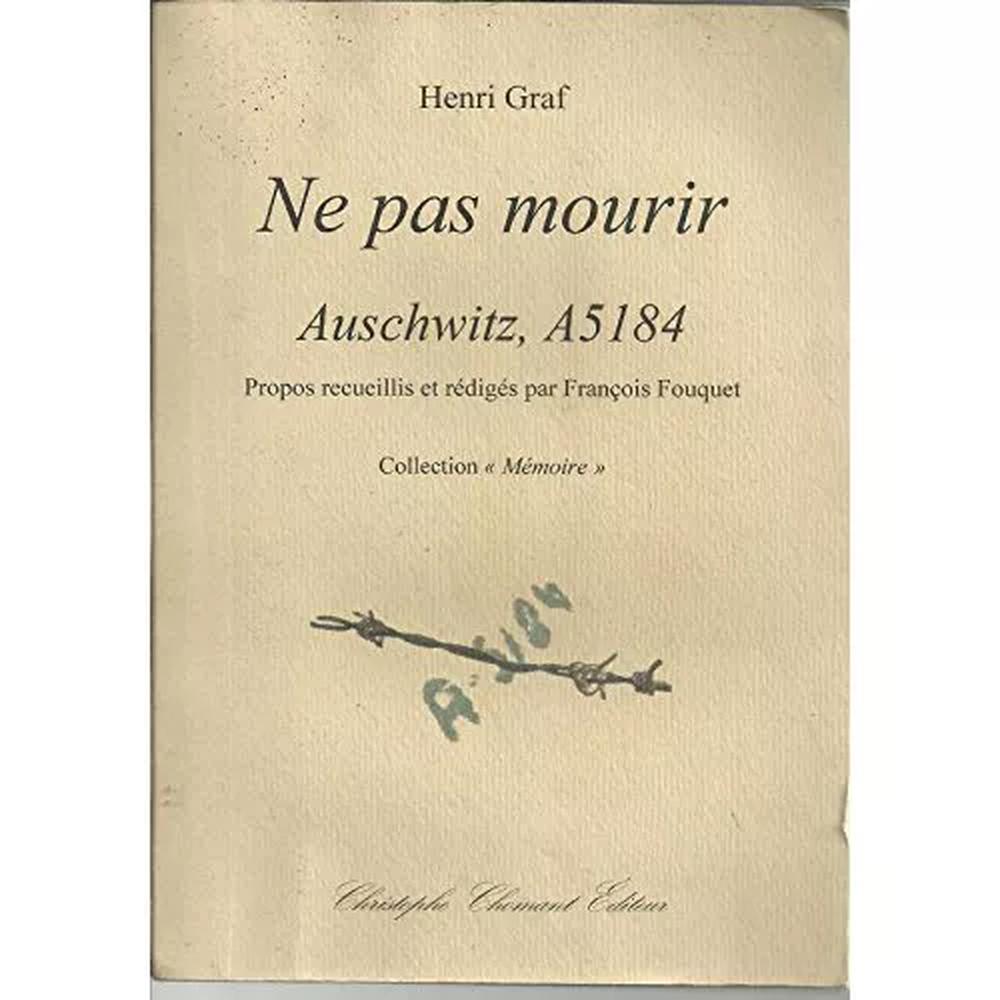 Henri Graf
Ne pas mourir
Auschwitz, A5184
Propos recueillis et rédigés par François Fouquet
Collection « Mémoire »
A-5184
Christophe Chomant Éditeur